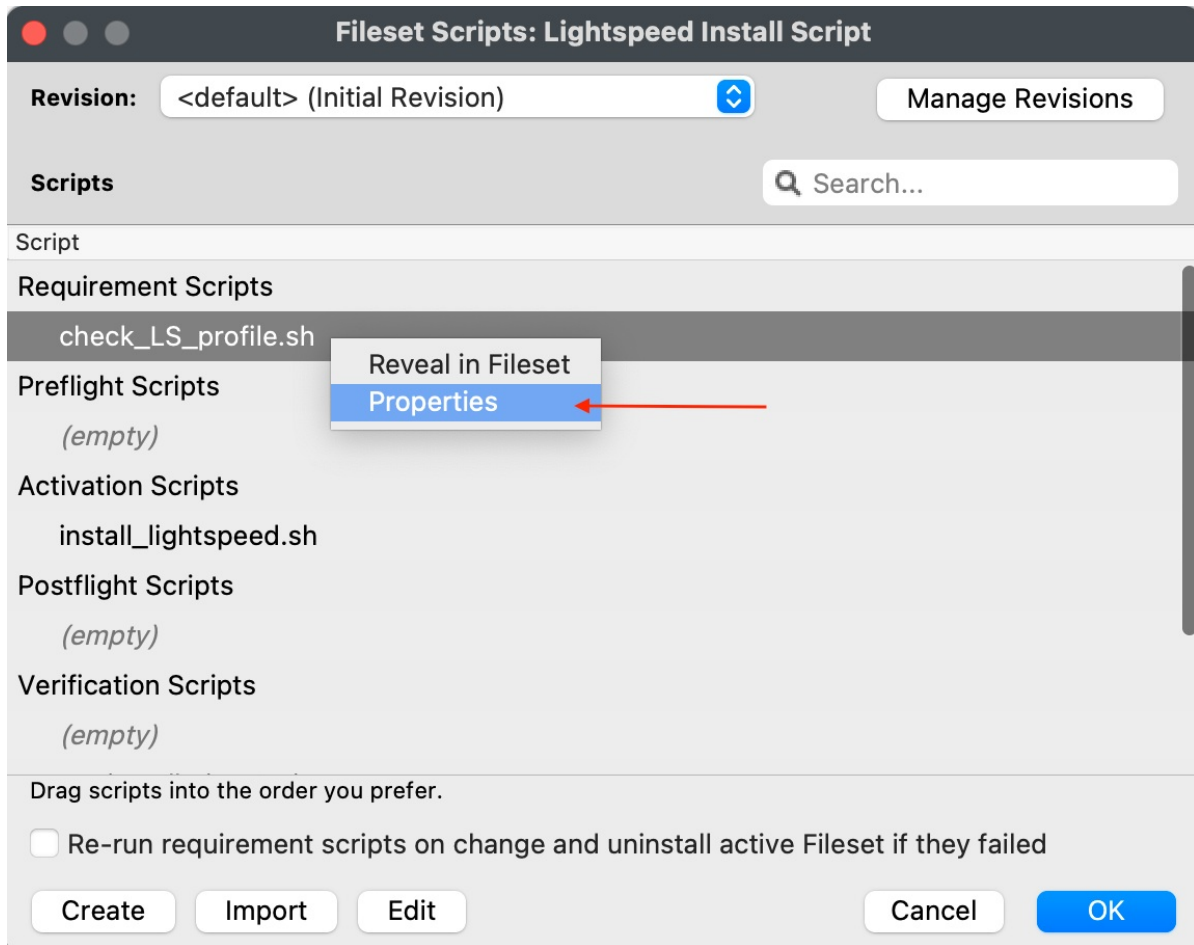 Fileset Scripts: Lightspeed Install Script
Revision: <default> (Initial Revision) Manage Revisions
Scripts Search...
Script
Requirement Scripts
check_LS_profile.sh
Reveal in Fileset
Preflight Scripts
Properties
(empty)
Activation Scripts
install_lightspeed.sh
Postflight Scripts
(empty)
Verification Scripts
(empty)
Drag scripts into the order you prefer.
Re-run requirement scripts on change and uninstall active Fileset if they failed
Create Import Edit Cancel OK